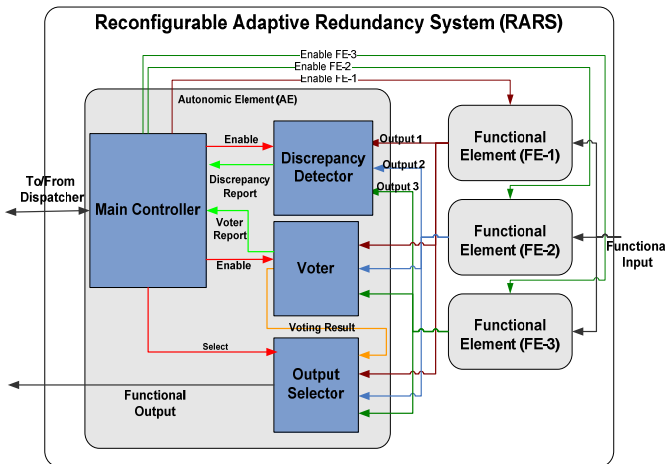 Reconfigurable Adaptive Redundancy System (RARS)
Enable FE-3
Enable FE-2
Enable FE-1
Autonomic Element (AE)
Enable
Output 1
Output 2
Output 3
Discrepancy
Detector
Discrepancy
Report
Main Controller
To/From
Dispatcher
Voter
Report
Enable
Voter
Voting Result
Select
Output
Selector
Functional
Output
Functional
Element (FE-1)
Functional
Element (FE-2)
Functional
Input
Functional
Element (FE-3)